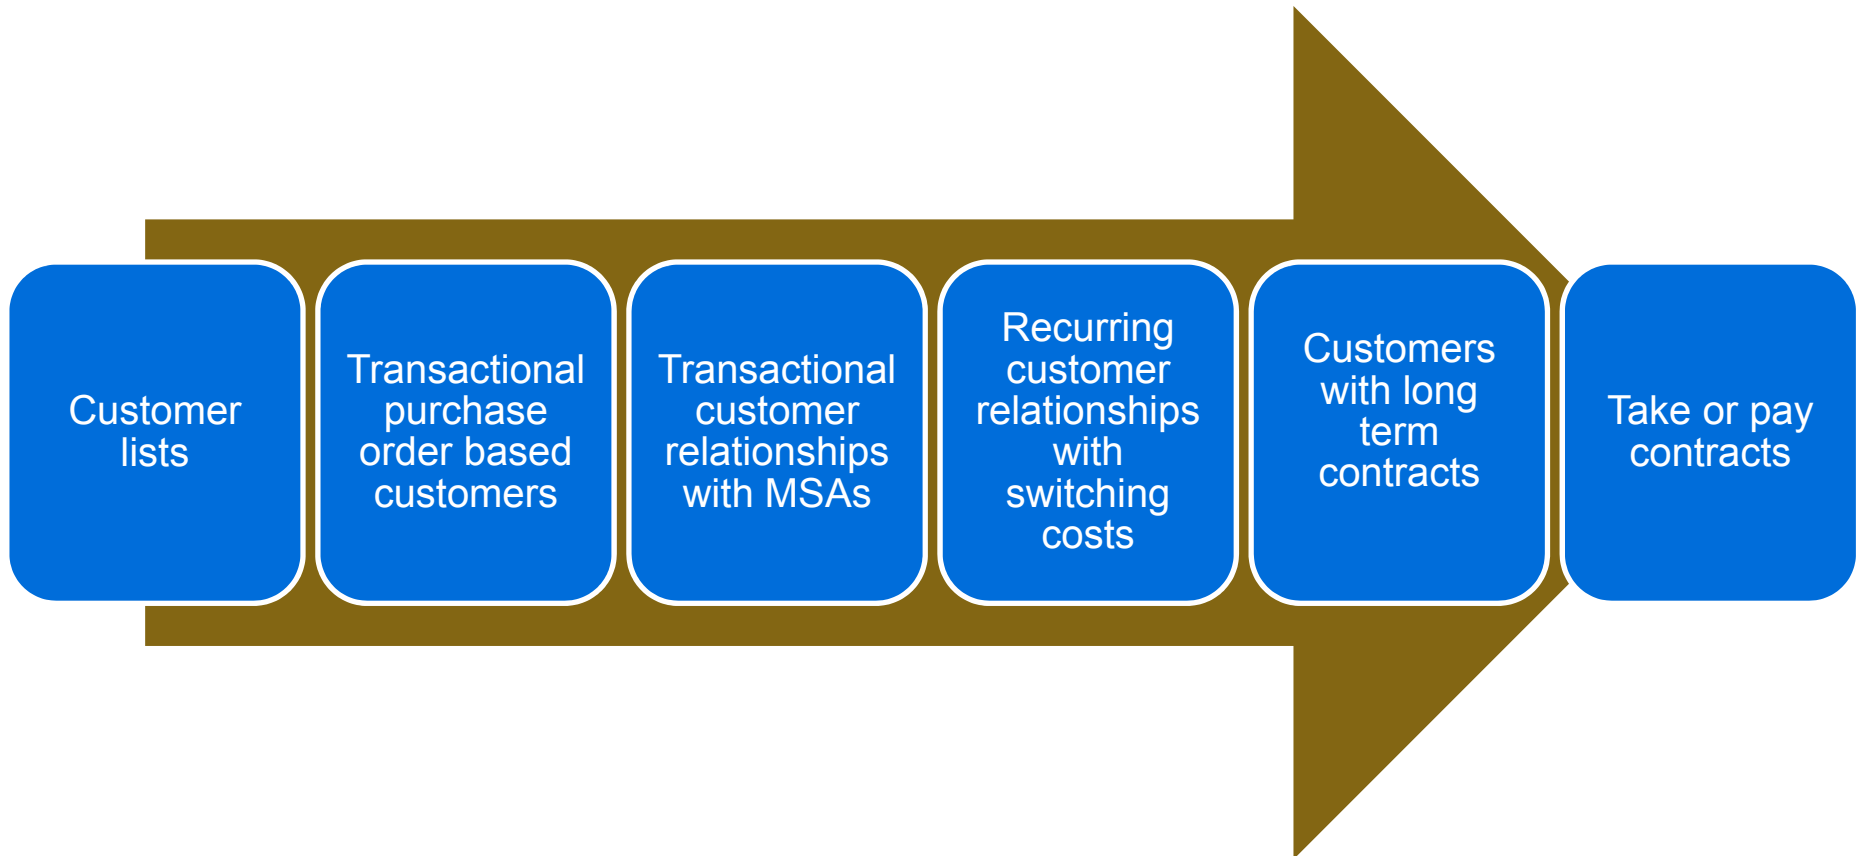 Customer
lists
Transactional
purchase
order based
customers
Transactional
customer
relationships
with MSAs
Recurring
customer
relationships
with
switching
costs
Customers
with long
term
contracts
Take or pay
contracts